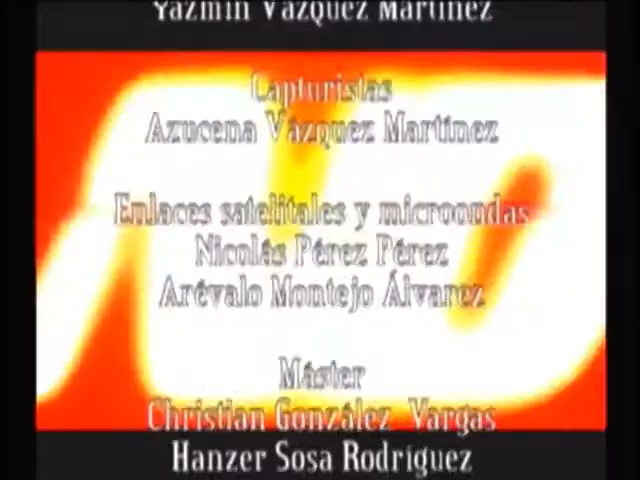 Yazmín Vázquez Martínez
Capturistas
Azucena Vázquez Martínez
Enlaces satelitales y microondas
Nicolás Pérez Pérez
Arévalo Montejo Álvarez
Máster
Christian González Vargas
Hanzer Sosa Rodriguez